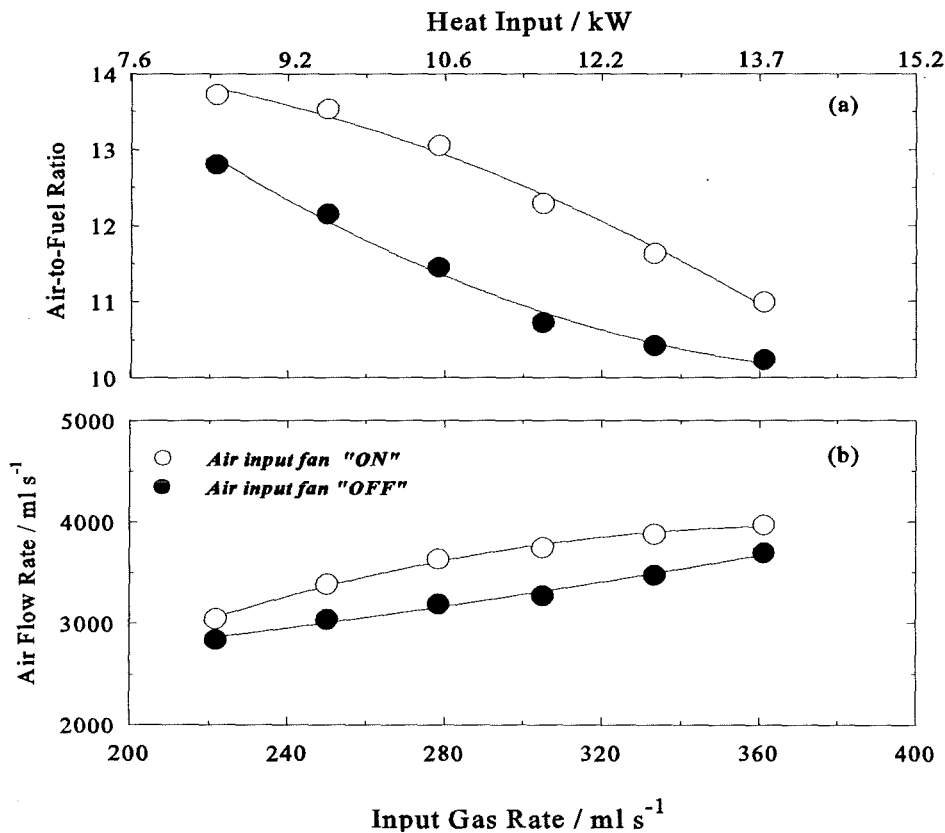 Heat Input / kW
7.6 9.2 10.6 12.2 13.7 15.2
14
(a)
13
12
11
10
Air-to-Fuel Ratio
5000
(b)
Air input fan "ON"
Air input fan "OFF"
4000
3000
2000
Air Flow Rate / ml s⁻¹
200 240 280 320 360 400
Input Gas Rate / ml s⁻¹